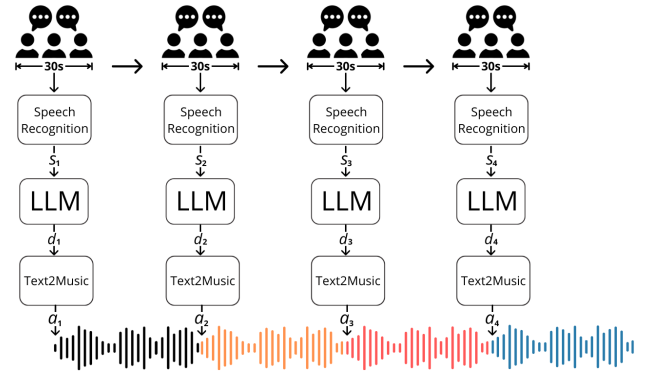 30s 30s 30s 30s
Speech Speech Speech Speech
Recognition Recognition Recognition Recognition
S₁ S₂ S₃ S₄
LLM LLM LLM LLM
d₁ d₂ d₃ d₄
Text2Music Text2Music Text2Music Text2Music
a₁ a₂ a₃ a₄